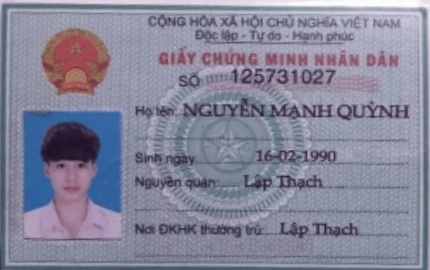 CỘNG HÒA XÃ HỘI CHỦ NGHĨA VIỆT NAM
Độc lập - Tự do - Hạnh phúc
GIẤY CHỨNG MINH NHÂN DÂN
SỐ 125731027
Họ tên: NGUYỄN MẠNH QUỲNH
Sinh ngày 16-02-1990
Nguyên quán: Lập Thạch
Nơi ĐKHK thường trú: Lập Thạch